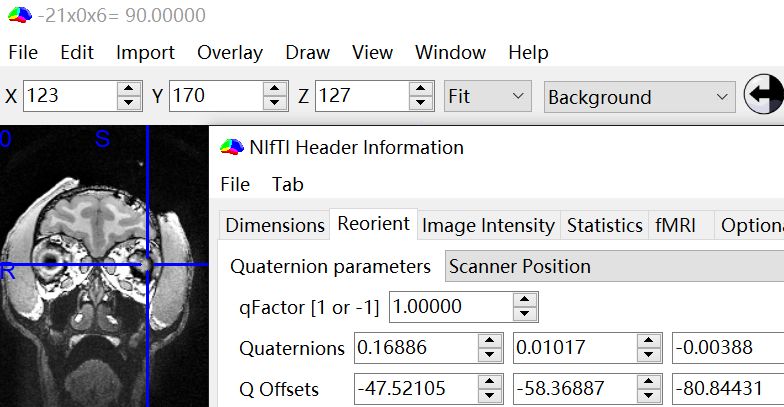 -21x0x6= 90.00000
File Edit Import Overlay Draw View Window Help
X 123 Y 170 Z 127 Fit Background
0 S
NIfTI Header Information
File Tab
Dimensions Reorient Image Intensity Statistics fMRI Optiona
R
Quaternion parameters Scanner Position
qFactor [1 or -1] 1.00000
Quaternions 0.16886 0.01017 -0.00388
Q Offsets -47.52105 -58.36887 -80.84431